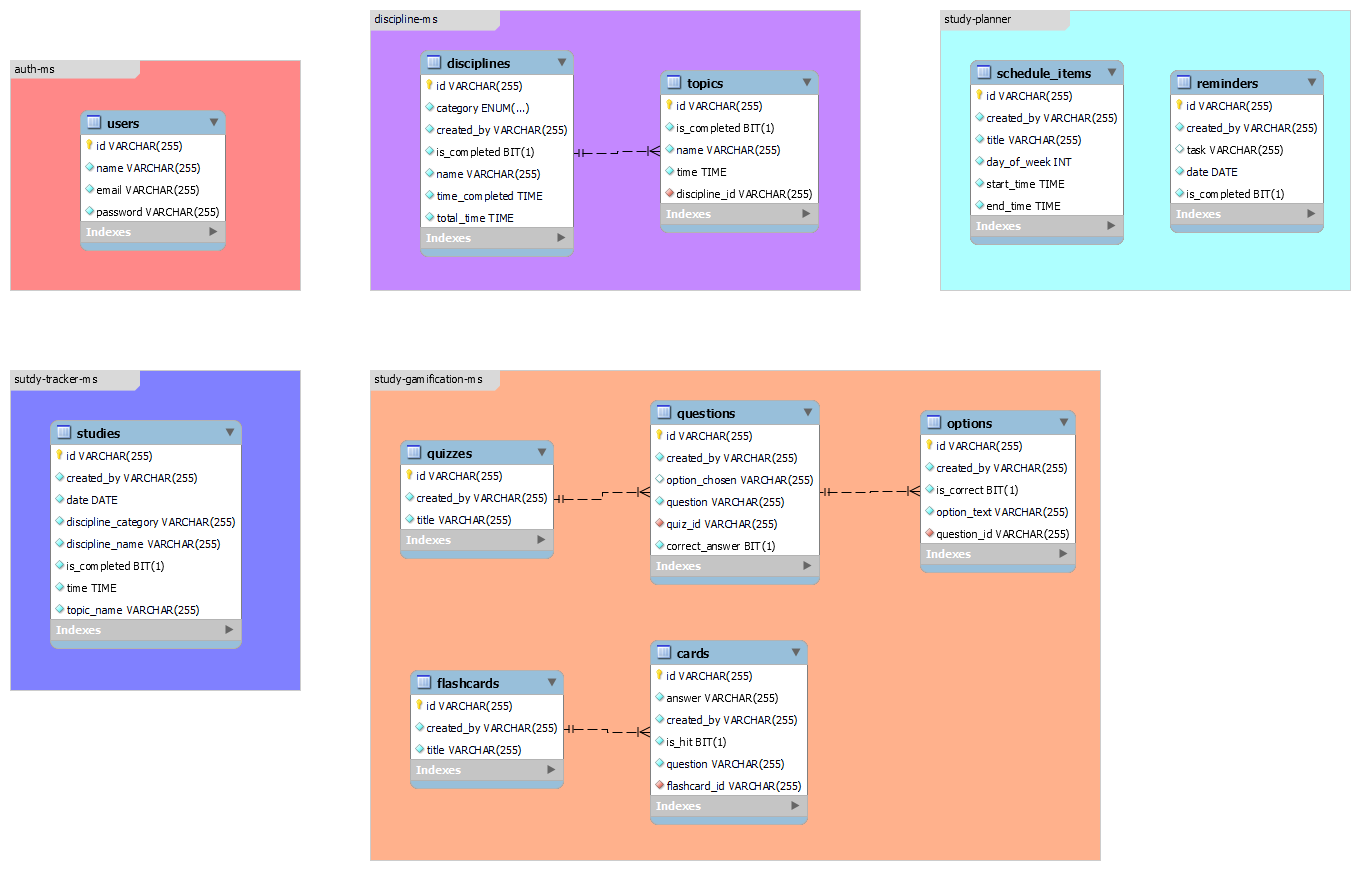 auth-ms
users
id VARCHAR(255)
name VARCHAR(255)
email VARCHAR(255)
password VARCHAR(255)
Indexes
discipline-ms
disciplines
id VARCHAR(255)
category ENUM(...)
created_by VARCHAR(255)
is_completed BIT(1)
name VARCHAR(255)
time_completed TIME
total_time TIME
Indexes
topics
id VARCHAR(255)
is_completed BIT(1)
name VARCHAR(255)
time TIME
discipline_id VARCHAR(255)
Indexes
study-planner
schedule_items
id VARCHAR(255)
created_by VARCHAR(255)
title VARCHAR(255)
day_of_week INT
start_time TIME
end_time TIME
Indexes
reminders
id VARCHAR(255)
created_by VARCHAR(255)
task VARCHAR(255)
date DATE
is_completed BIT(1)
Indexes
sutdy-tracker-ms
studies
id VARCHAR(255)
created_by VARCHAR(255)
date DATE
discipline_category VARCHAR(255)
discipline_name VARCHAR(255)
is_completed BIT(1)
time TIME
topic_name VARCHAR(255)
Indexes
study-gamification-ms
quizzes
id VARCHAR(255)
created_by VARCHAR(255)
title VARCHAR(255)
Indexes
questions
id VARCHAR(255)
created_by VARCHAR(255)
option_chosen VARCHAR(255)
question VARCHAR(255)
quiz_id VARCHAR(255)
correct_answer BIT(1)
Indexes
options
id VARCHAR(255)
created_by VARCHAR(255)
is_correct BIT(1)
option_text VARCHAR(255)
question_id VARCHAR(255)
Indexes
flashcards
id VARCHAR(255)
created_by VARCHAR(255)
title VARCHAR(255)
Indexes
cards
id VARCHAR(255)
answer VARCHAR(255)
created_by VARCHAR(255)
is_hit BIT(1)
question VARCHAR(255)
flashcard_id VARCHAR(255)
Indexes